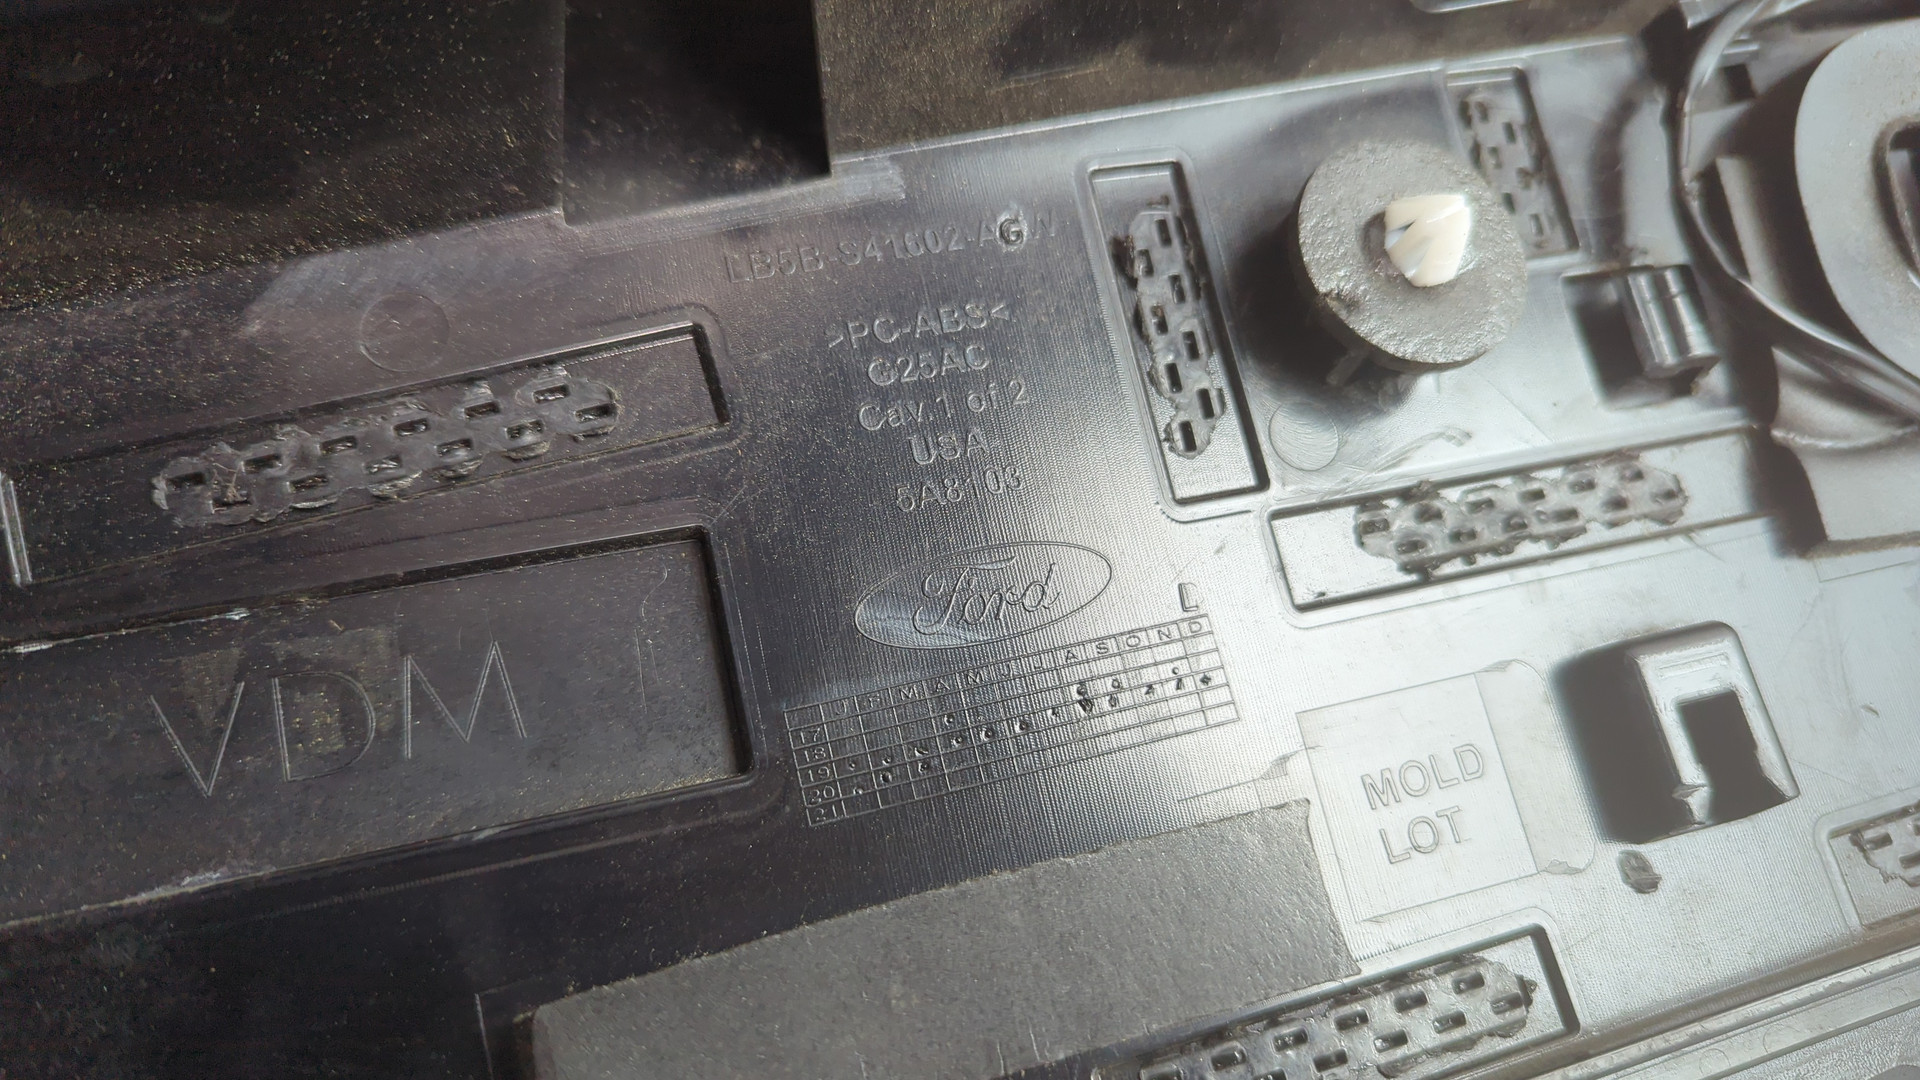 LB5B-S41602-AGW
>PC-ABS<
G25AC
Cav.1 of 2
USA
5A8103
Ford
L
J F M A M J J A S O N D
17
18
19
20
21
VDM
MOLD
LOT